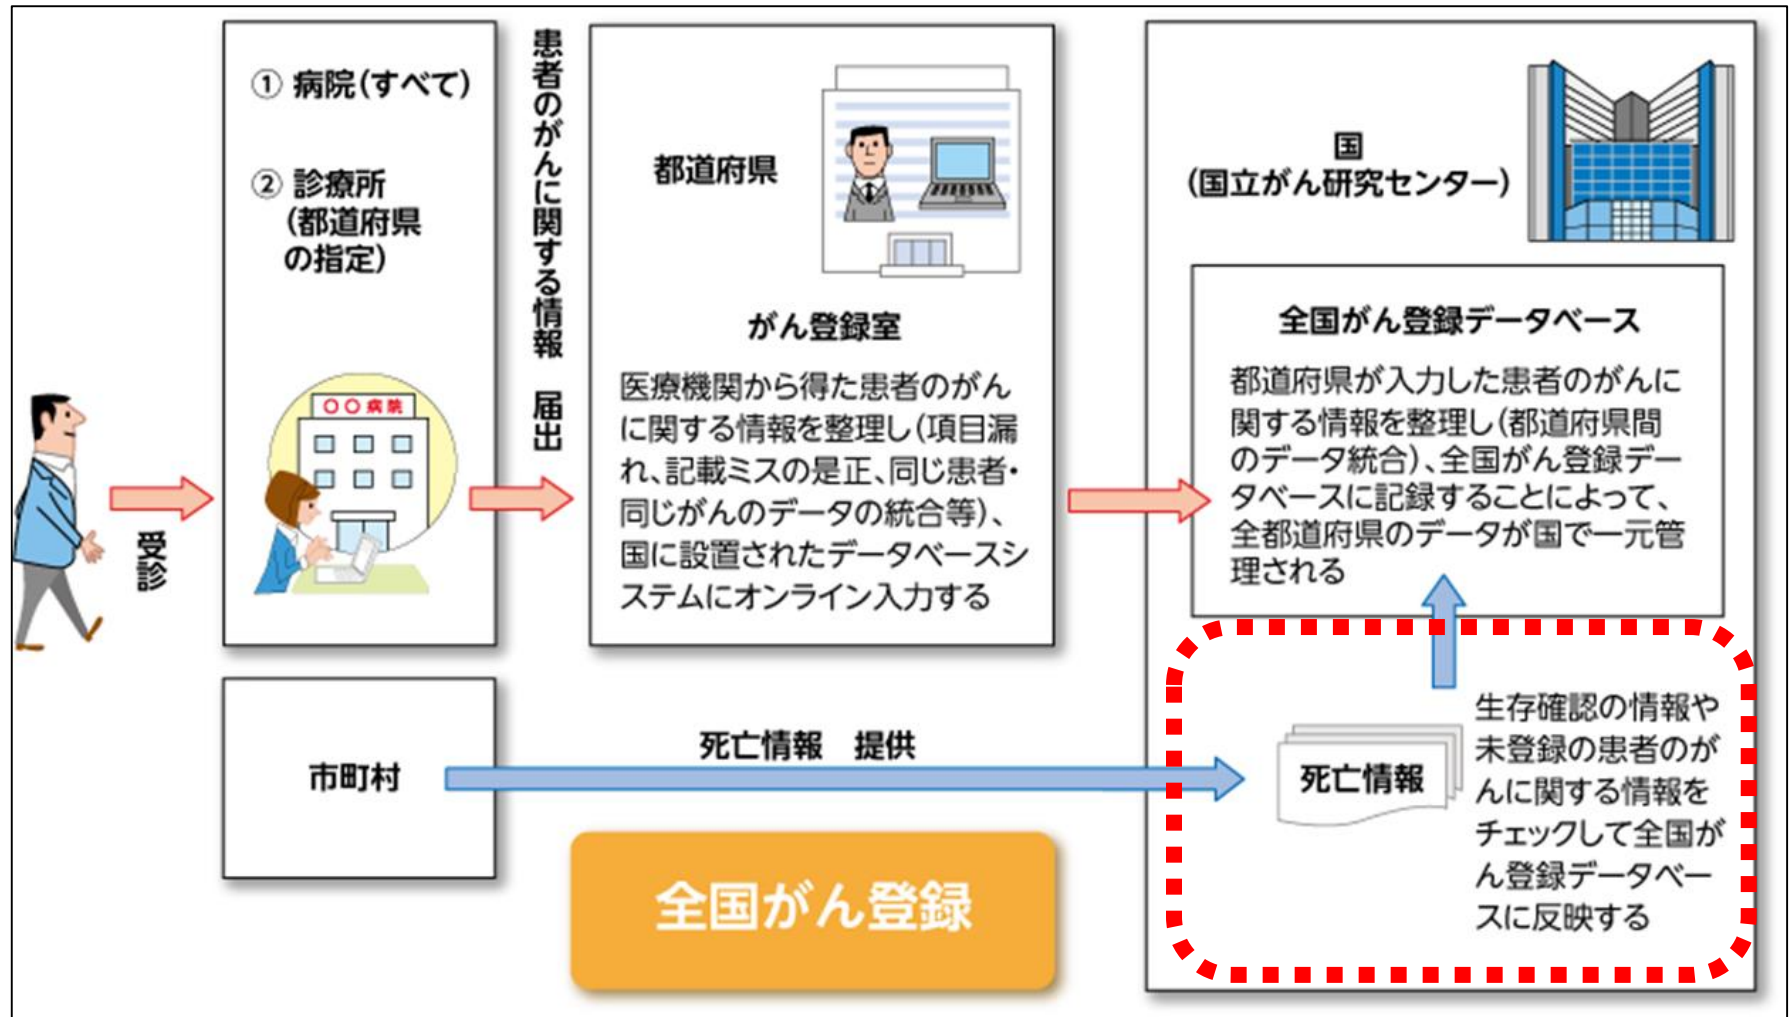 ① 病院(すべて)
② 診療所
(都道府県
の指定)
〇〇病院
受診
患者のがんに関する情報 届出
都道府県
がん登録室
医療機関から得た患者のがん
に関する情報を整理し(項目漏
れ、記載ミスの是正、同じ患者・
同じがんのデータの統合等)、
国に設置されたデータベースシ
ステムにオンライン入力する
国
(国立がん研究センター)
全国がん登録データベース
都道府県が入力した患者のがんに
関する情報を整理し(都道府県間
のデータ統合)、全国がん登録デー
タベースに記録することによって、
全都道府県のデータが国で一元管
理される
市町村
死亡情報 提供
死亡情報
生存確認の情報や
未登録の患者のが
んに関する情報を
チェックして全国が
ん登録データベー
スに反映する
全国がん登録